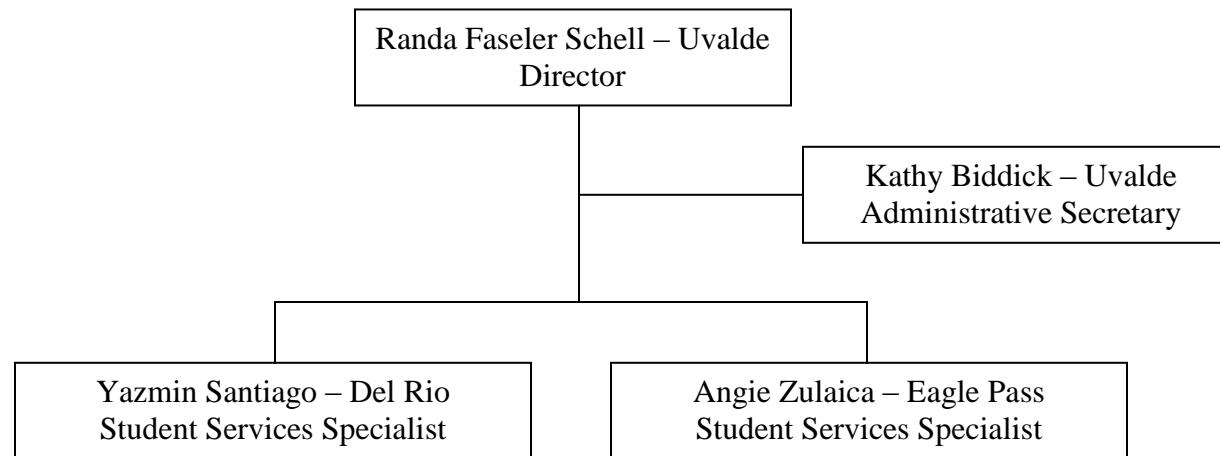 Randa Faseler Schell – Uvalde
Director
Kathy Biddick – Uvalde
Administrative Secretary
Yazmin Santiago – Del Rio
Student Services Specialist
Angie Zulaica – Eagle Pass
Student Services Specialist